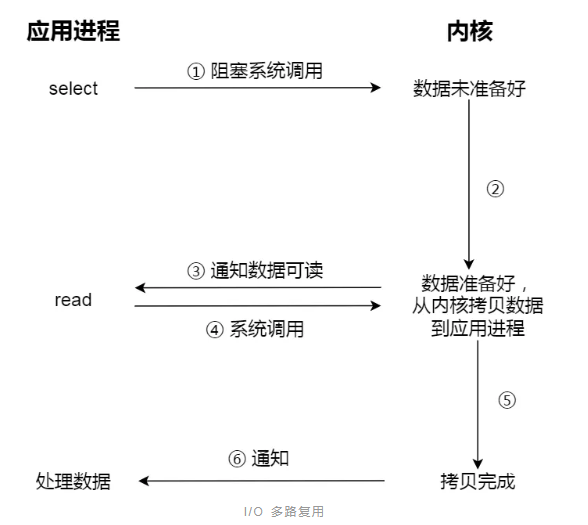 应用进程
内核
select
① 阻塞系统调用
数据未准备好
②
③ 通知数据可读
read
④ 系统调用
数据准备好，
从内核拷贝数据
到应用进程
⑤
⑥ 通知
处理数据
拷贝完成
I/O 多路复用